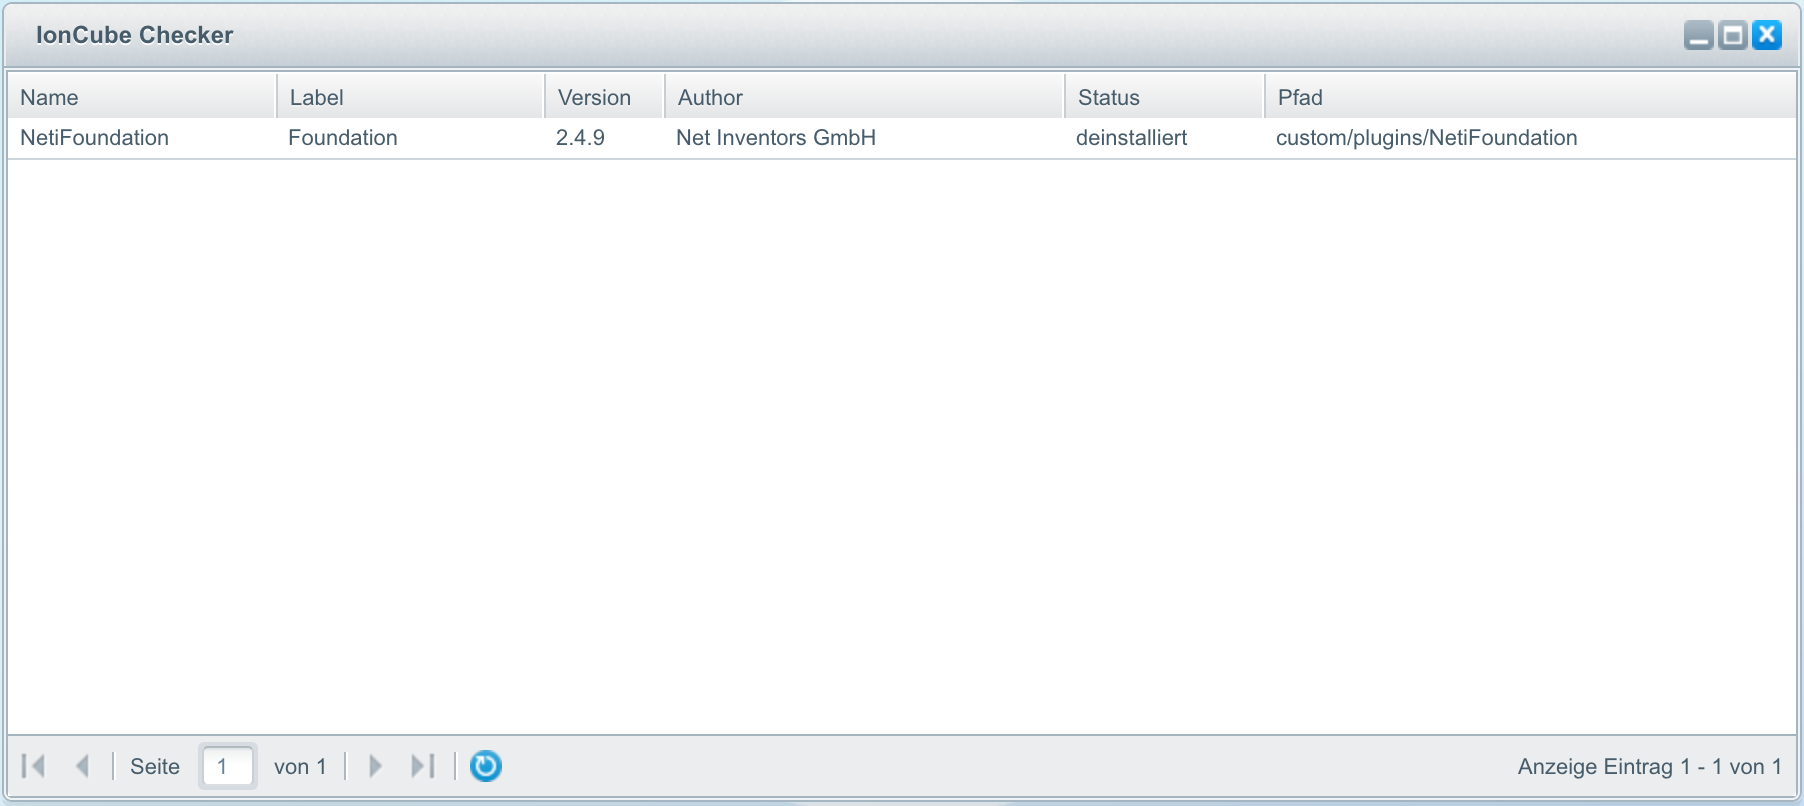 IonCube Checker
Name Label Version Author Status Pfad
NetiFoundation Foundation 2.4.9 Net Inventors GmbH deinstalliert custom/plugins/NetiFoundation
Seite 1 von 1 Anzeige Eintrag 1 - 1 von 1